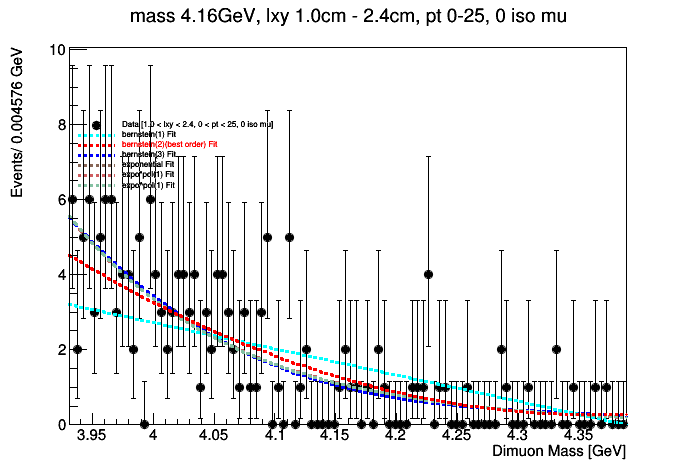 mass 4.16GeV, lxy 1.0cm - 2.4cm, pt 0-25, 0 iso mu
Events/ 0.004576 GeV
10
8
6
4
2
0
Data [1.0 < lxy < 2.4, 0 < pt < 25, 0 iso mu]
bernstein(1) Fit
bernstein(2)(best order) Fit
bernstein(3) Fit
exponential Fit
expo*pol(1) Fit
expo*pol(1) Fit
3.95 4 4.05 4.1 4.15 4.2 4.25 4.3 4.35
Dimuon Mass [GeV]